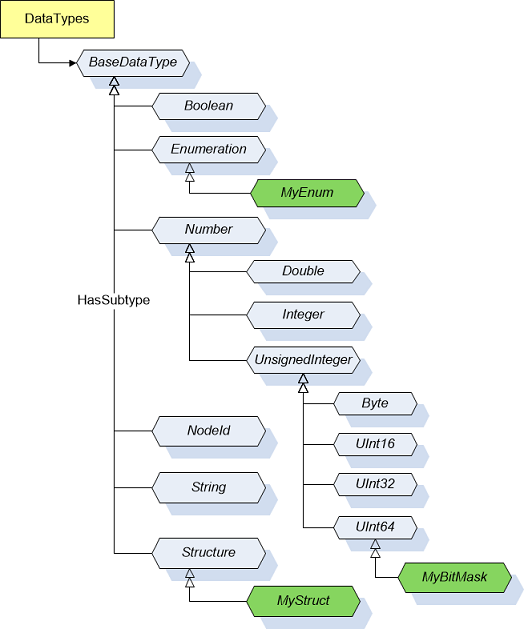 DataTypes
BaseDataType
Boolean
Enumeration
MyEnum
Number
Double
HasSubtype
Integer
UnsignedInteger
Byte
NodeId
UInt16
String
UInt32
UInt64
Structure
MyBitMask
MyStruct